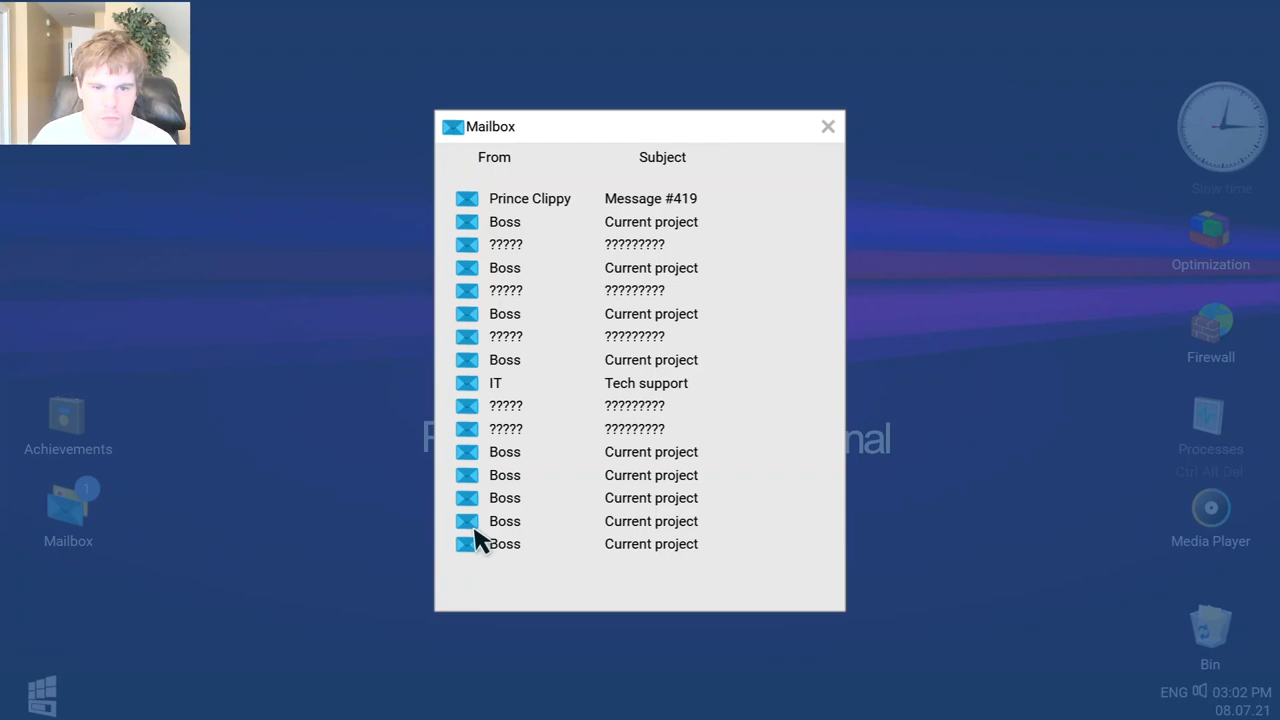 Mailbox
From Subject
Prince Clippy Message #419
Boss Current project
????? ?????????
Boss Current project
????? ?????????
Boss Current project
????? ?????????
Boss Current project
IT Tech support
????? ?????????
????? ?????????
Boss Current project
Boss Current project
Boss Current project
Boss Current project
Boss Current project
Achievements
1
Mailbox
Slow time
Optimization
Firewall
Processes
Ctrl Alt Del
Media Player
Bin
ENG 03:02 PM
08.07.21